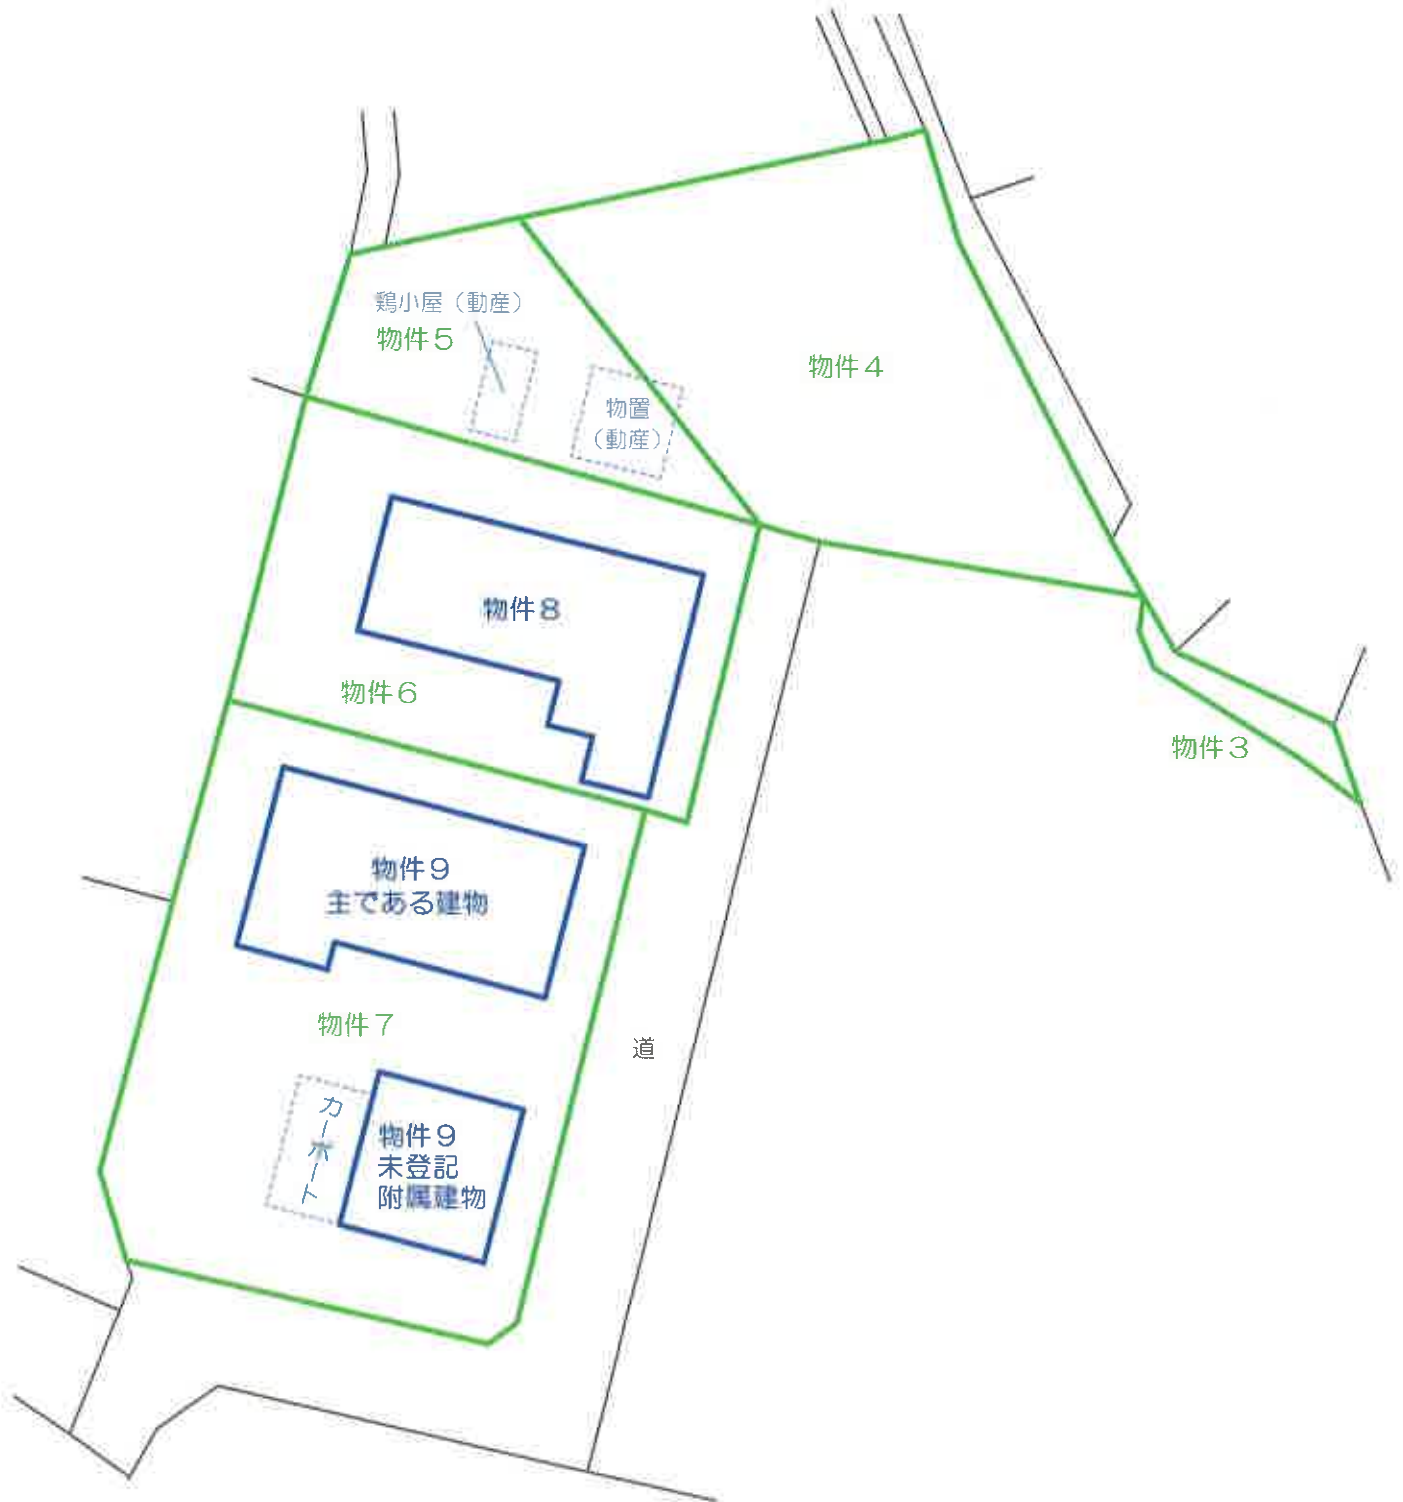 鶏小屋（動産）
物件５
物件４
物置
（動産）
物件８
物件６
物件３
物件９
主である建物
物件７
道
カーポート
物件９
未登記
附属建物